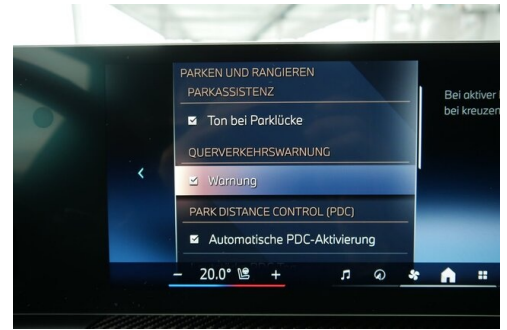 PARKEN UND RANGIEREN
PARKASSISTENZ
Ton bei Parklücke
QUERVERKEHRSWARNUNG
Warnung
PARK DISTANCE CONTROL (PDC)
Automatische PDC-Aktivierung
Bei aktiver
bei kreuzen
- 20.0° +